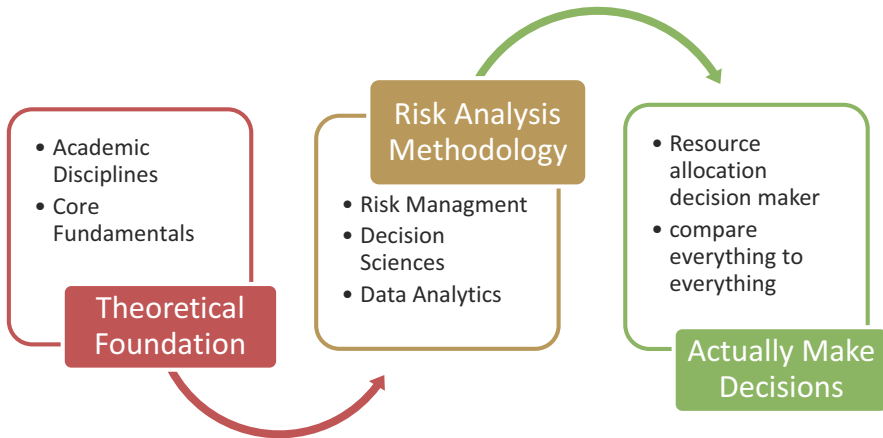 • Academic
Disciplines
• Core
Fundamentals
Theoretical
Foundation
Risk Analysis
Methodology
• Risk Managment
• Decision
Sciences
• Data Analytics
• Resource
allocation
decision maker
• compare
everything to
everything
Actually Make
Decisions